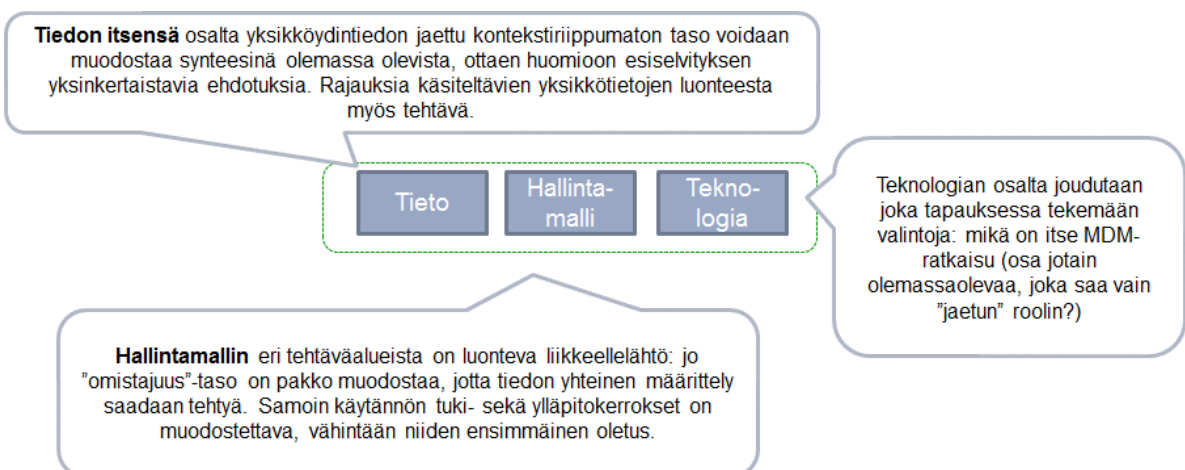 Tiedon itsensä osalta yksikköydintiedon jaettu kontekstiriippumaton taso voidaan
muodostaa synteesinä olemassa olevista, ottaen huomioon esiselvityksen
yksinkertaistavia ehdotuksia. Rajauksia käsiteltävien yksikkötietojen luonteesta
myös tehtävä.
Tieto
Hallinta-
malli
Tekno-
logia
Teknologian osalta joudutaan
joka tapauksessa tekemään
valintoja: mikä on itse MDM-
ratkaisu (osa jotain
olemassaolevaa, joka saa vain
"jaetun" roolin?)
Hallintamallin eri tehtäväalueista on luonteva liikkeellelähtö: jo
"omistajuus"-taso on pakko muodostaa, jotta tiedon yhteinen määrittely
saadaan tehtyä. Samoin käytännön tuki- sekä ylläpitokerrokset on
muodostettava, vähintään niiden ensimmäinen oletus.